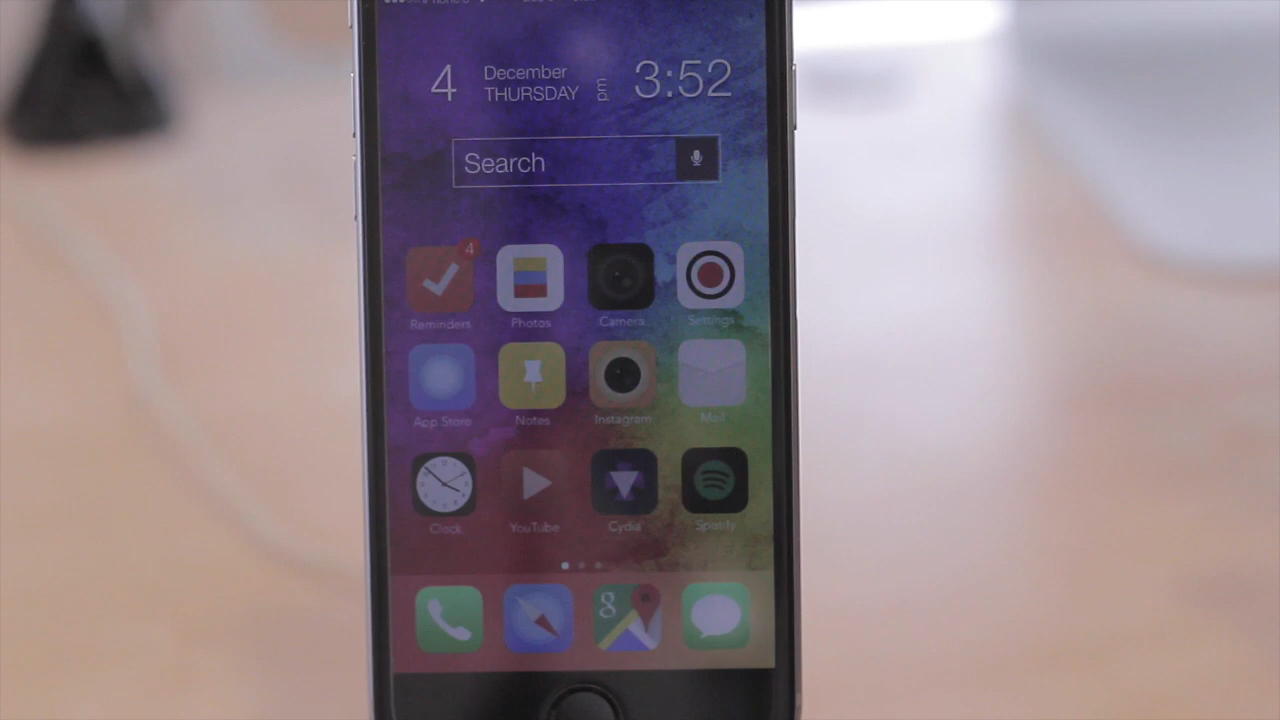 4 December THURSDAY pm 3:52
Search
4
Reminders Photos Camera Settings
App Store Notes Instagram Mail
Clock YouTube Cydia Spotify
8